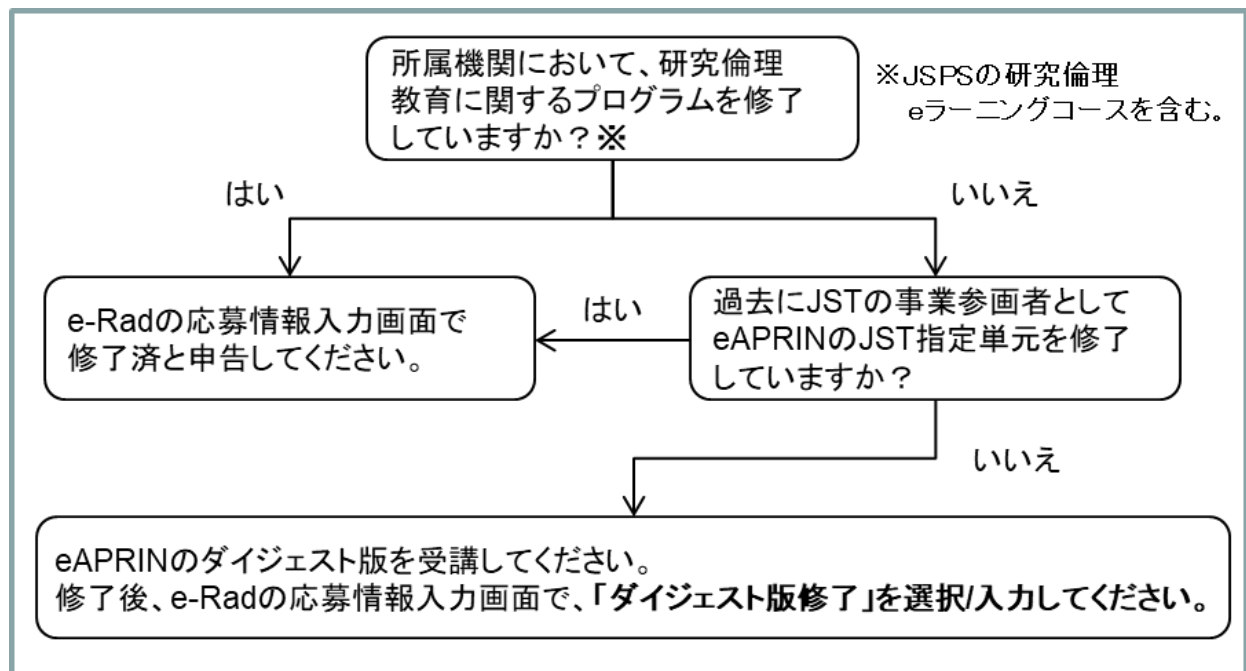 所属機関において、研究倫理
教育に関するプログラムを修了
していますか？※
※JSPSの研究倫理
eラーニングコースを含む。
はい
いいえ
e-Radの応募情報入力画面で
修了済と申告してください。
はい
過去にJSTの事業参画者として
eAPRINのJST指定単元を修了
していますか？
いいえ
eAPRINのダイジェスト版を受講してください。
修了後、e-Radの応募情報入力画面で、「ダイジェスト版修了」を選択/入力してください。